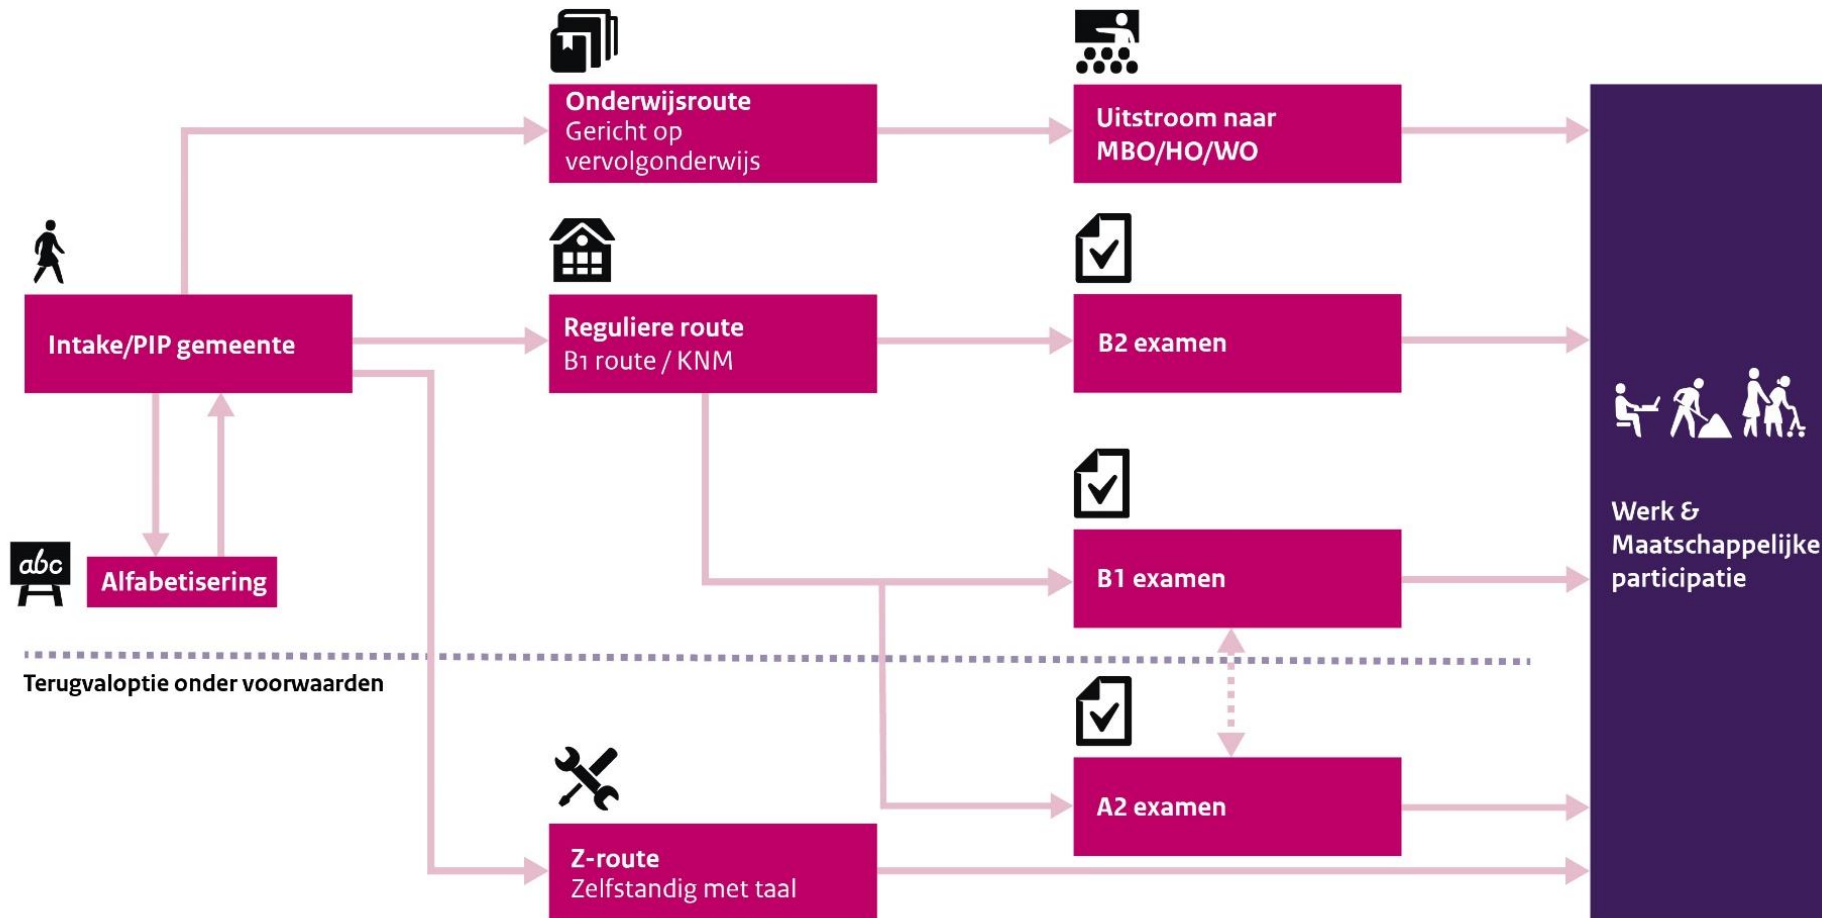 Onderwijsroute
Gericht op
vervolgonderwijs
Uitstroom naar
MBO/HO/WO
Intake/PIP gemeente
Reguliere route
B1 route / KNM
B2 examen
abc
Alfabetisering
B1 examen
Werk &
Maatschappelijke
participatie
Terugvaloptie onder voorwaarden
A2 examen
Z-route
Zelfstandig met taal